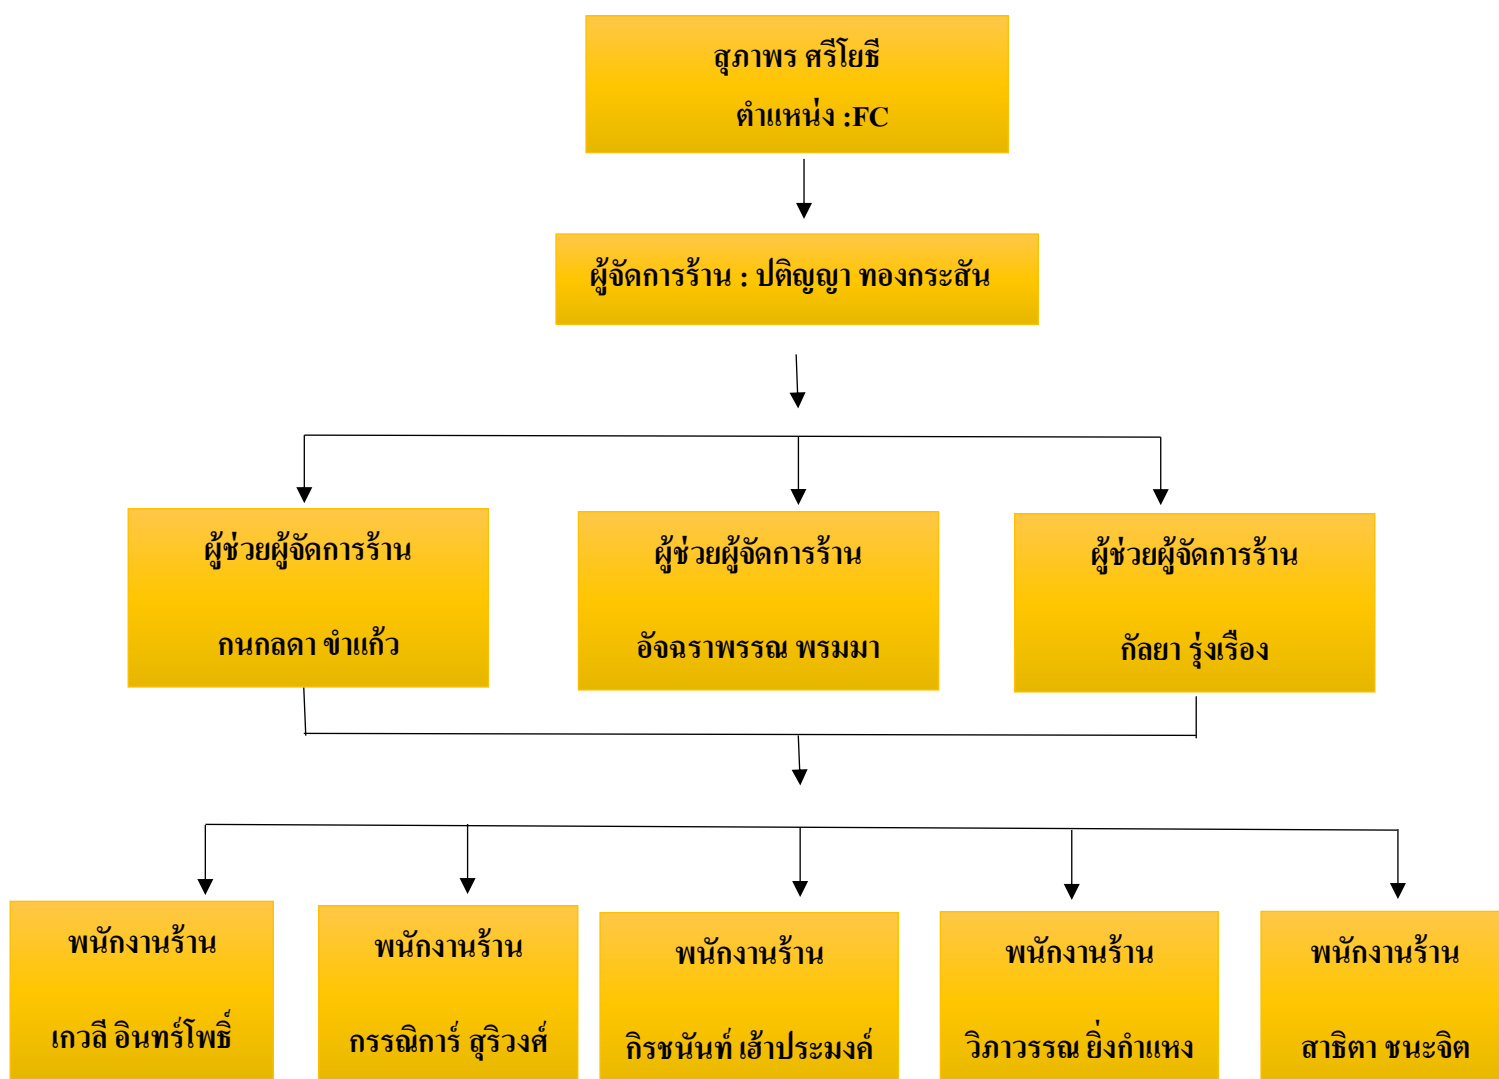 สุภาพร ศรีโยธี
ตำแหน่ง :FC
ผู้จัดการร้าน : ปติญญา ทองกระสัน
ผู้ช่วยผู้จัดการร้าน
กนกลดา ขำแก้ว
ผู้ช่วยผู้จัดการร้าน
อัจฉราพรรณ พรมมา
ผู้ช่วยผู้จัดการร้าน
กัลยา รุ่งเรือง
พนักงานร้าน
เกวลี อินทร์โพธิ์
พนักงานร้าน
กรรณิการ์ สุริวงศ์
พนักงานร้าน
กิรชนันท์ เฮ้าประมงค์
พนักงานร้าน
วิภาวรรณ ยิ่งกำแหง
พนักงานร้าน
สาธิตา ชนะจิต